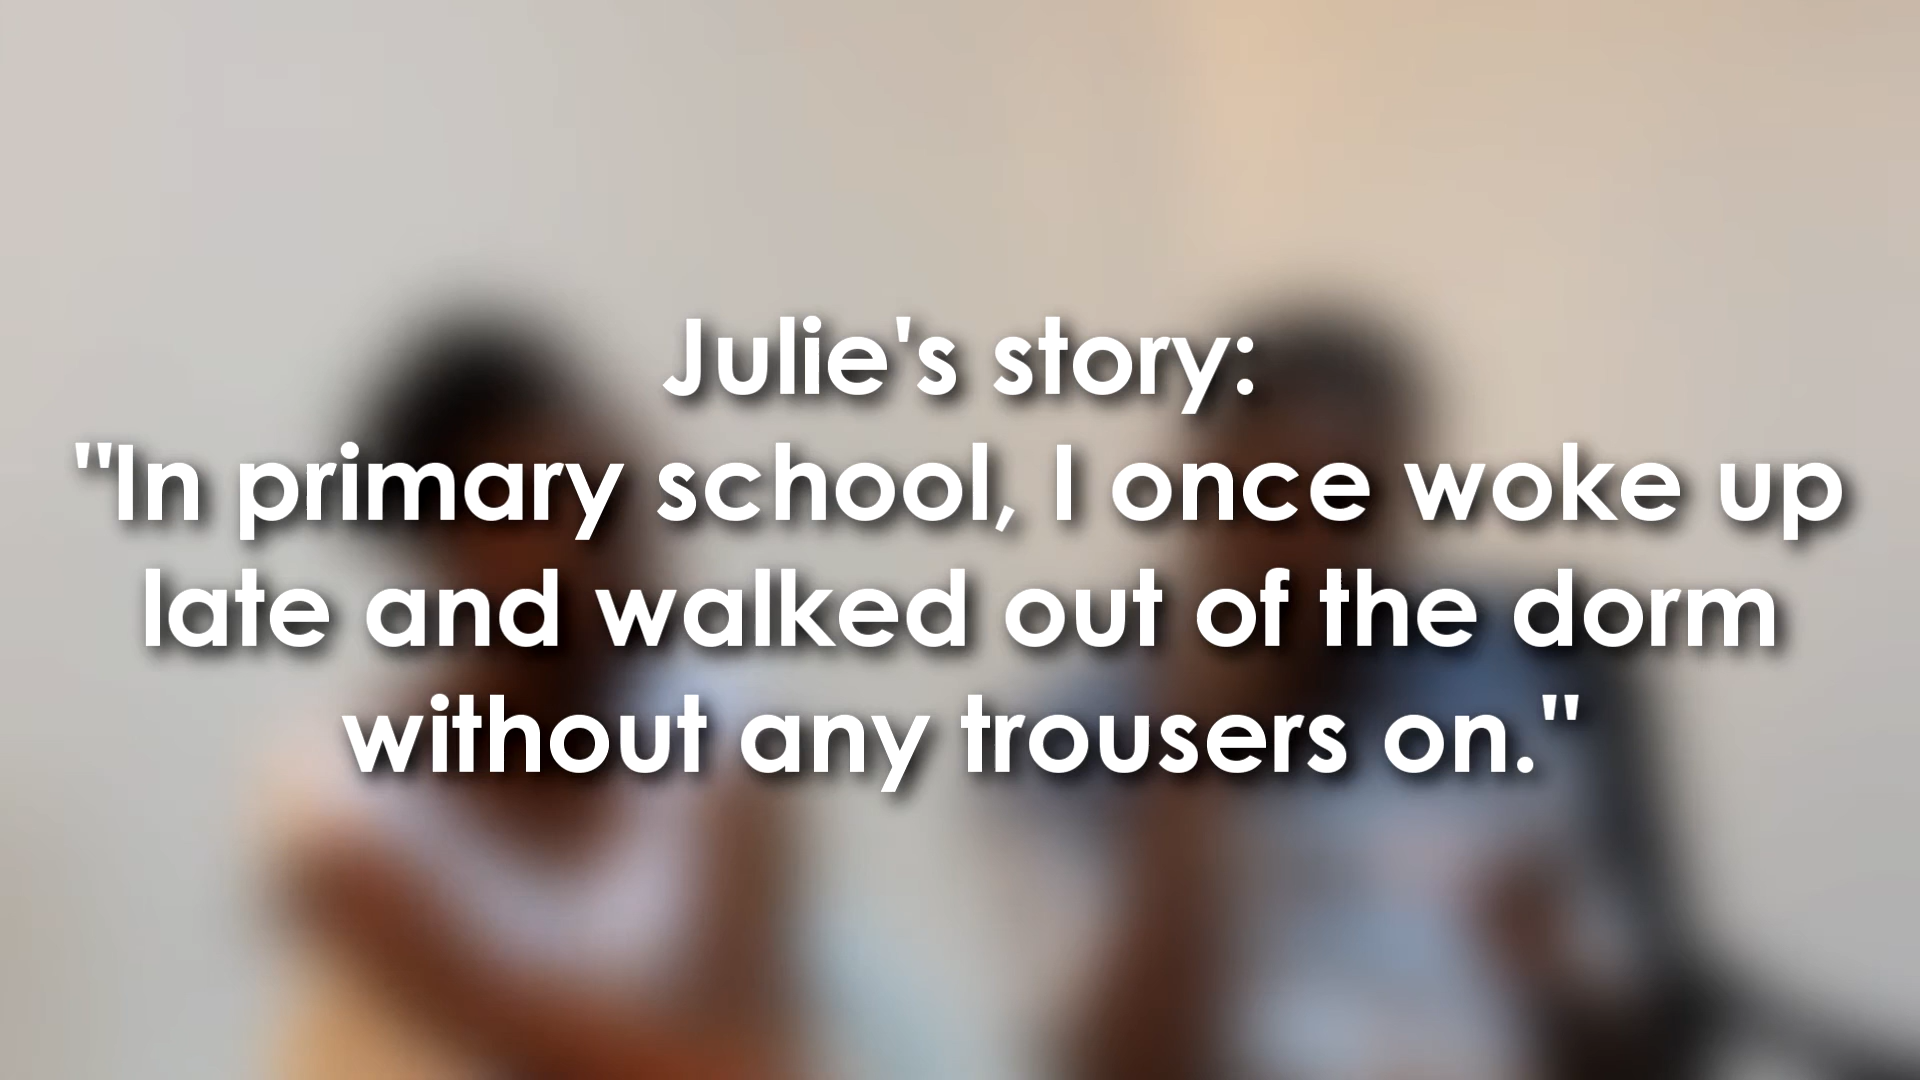 Julie's story:
"In primary school, I once woke up
late and walked out of the dorm
without any trousers on."